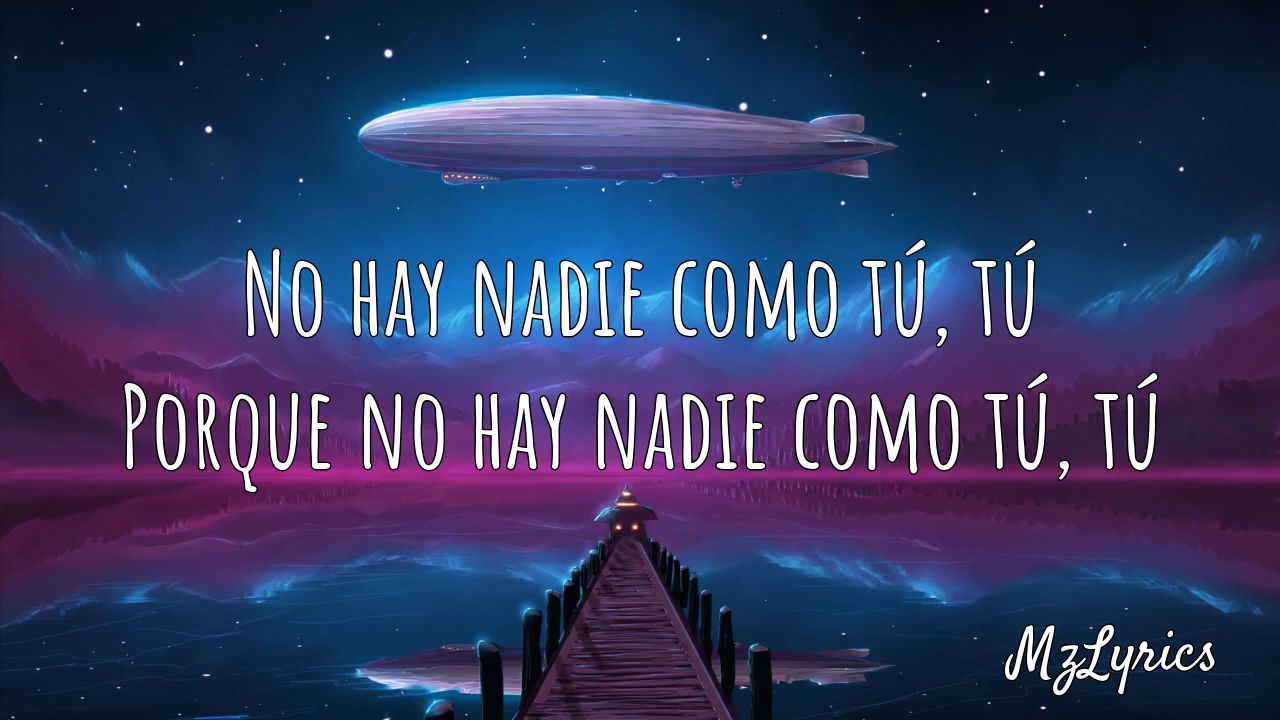 No hay nadie como tú, tú
Porque no hay nadie como tú, tú
MzLyrics